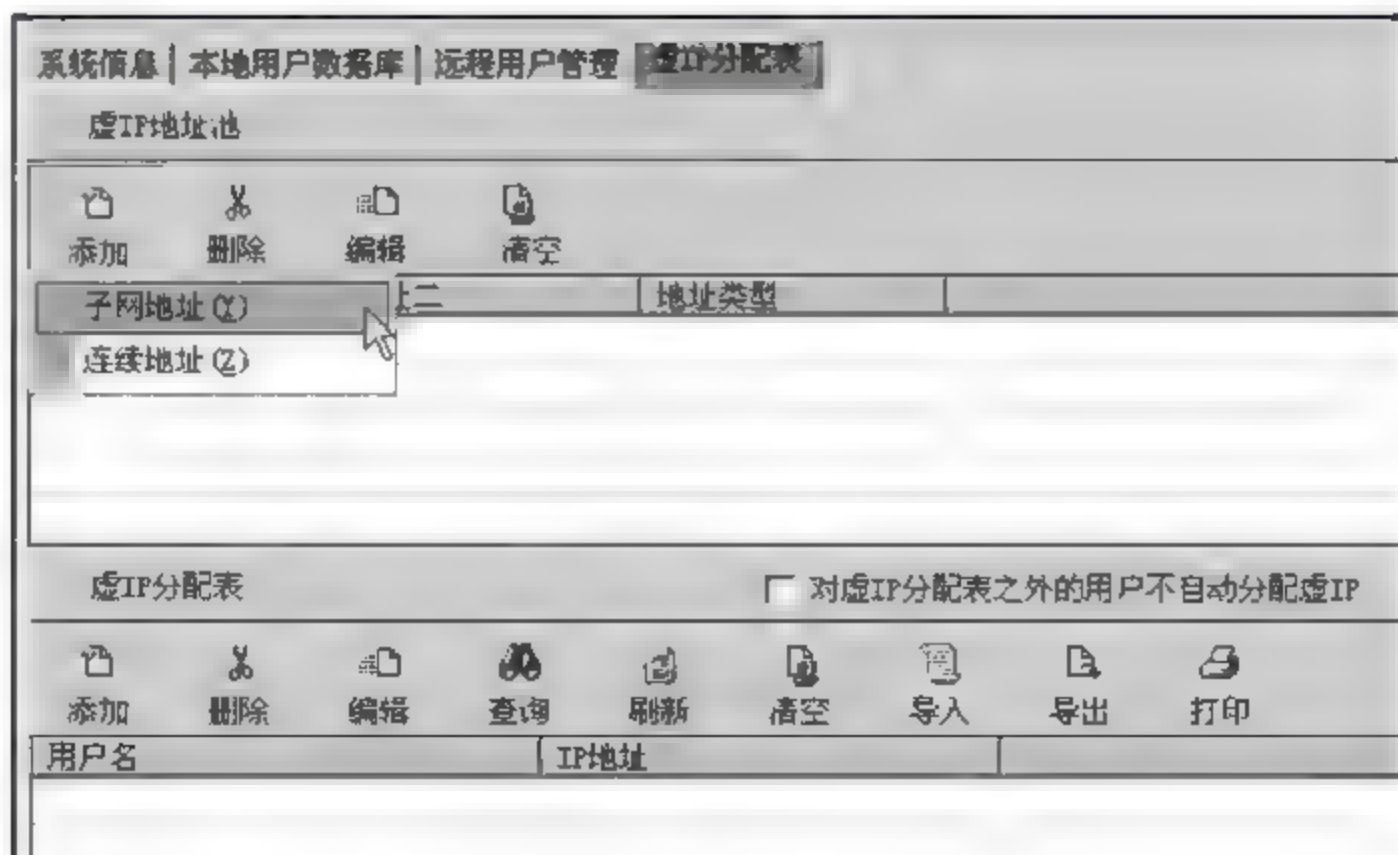 系统信息 本地用户数据库 远程用户管理 虚IP分配表
虚IP地址池
添加 删除 编辑 清空
子网地址(Y) 地址类型
连续地址(Z)
虚IP分配表 对虚IP分配表之外的用户不自动分配虚IP
添加 删除 编辑 查询 刷新 清空 导入 导出 打印
用户名 IP地址